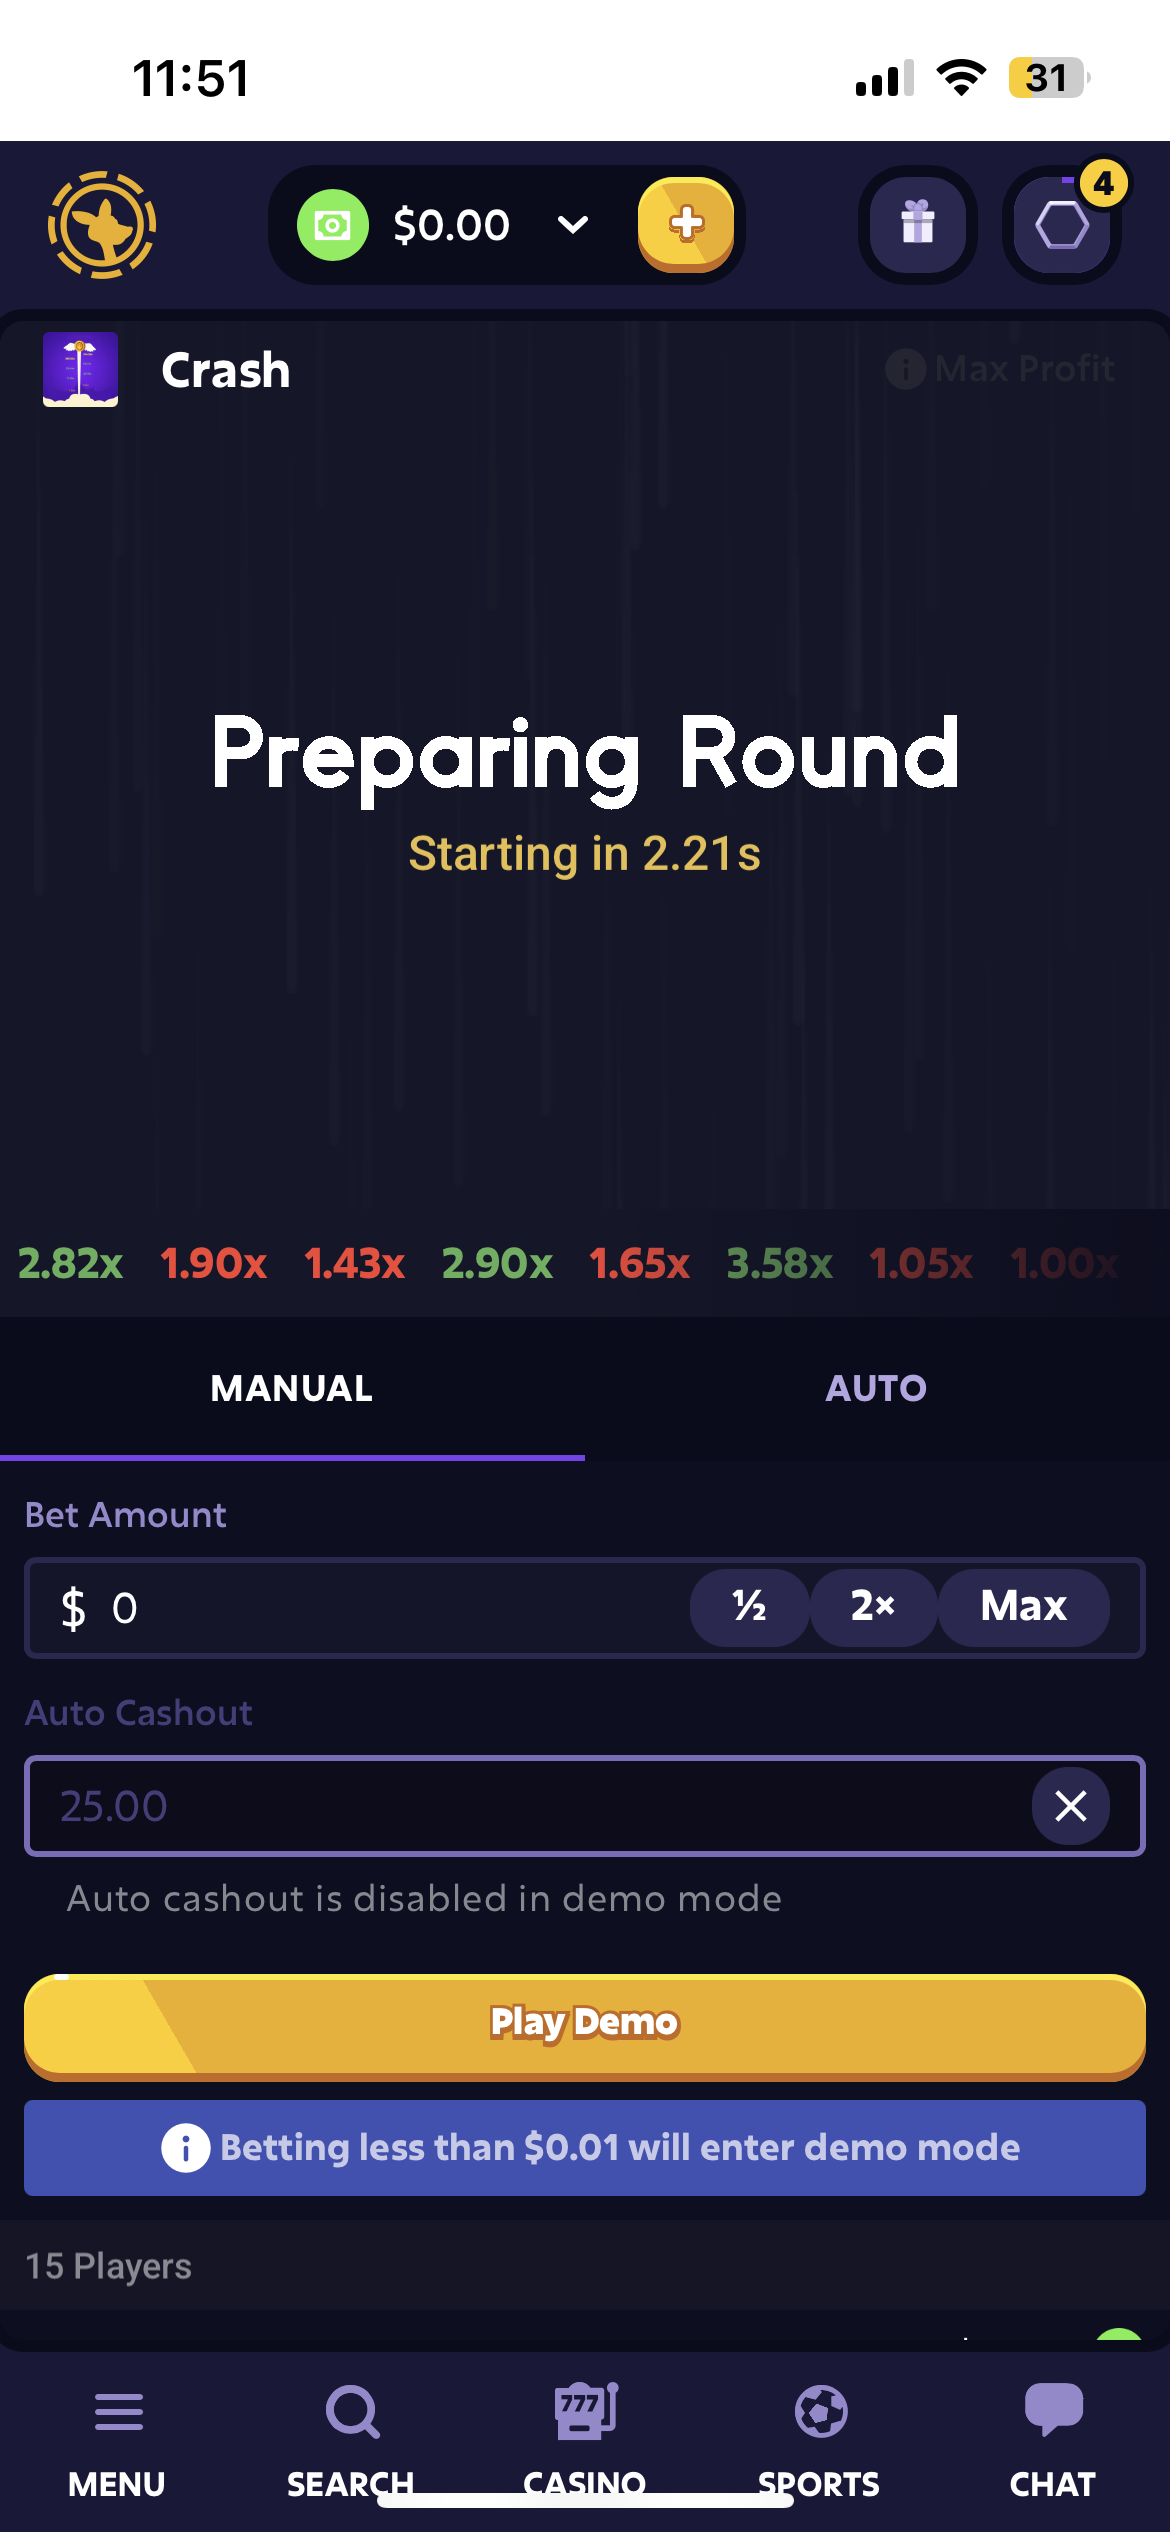 11:51
31
$0.00
4
Crash
Max Profit
Preparing Round
Starting in 2.21s
2.82x 1.90x 1.43x 2.90x 1.65x 3.58x 1.05x 1.00x
MANUAL AUTO
Bet Amount
$ 0 ½ 2× Max
Auto Cashout
25.00
Auto cashout is disabled in demo mode
Play Demo
Betting less than $0.01 will enter demo mode
15 Players
777
MENU SEARCH CASINO SPORTS CHAT